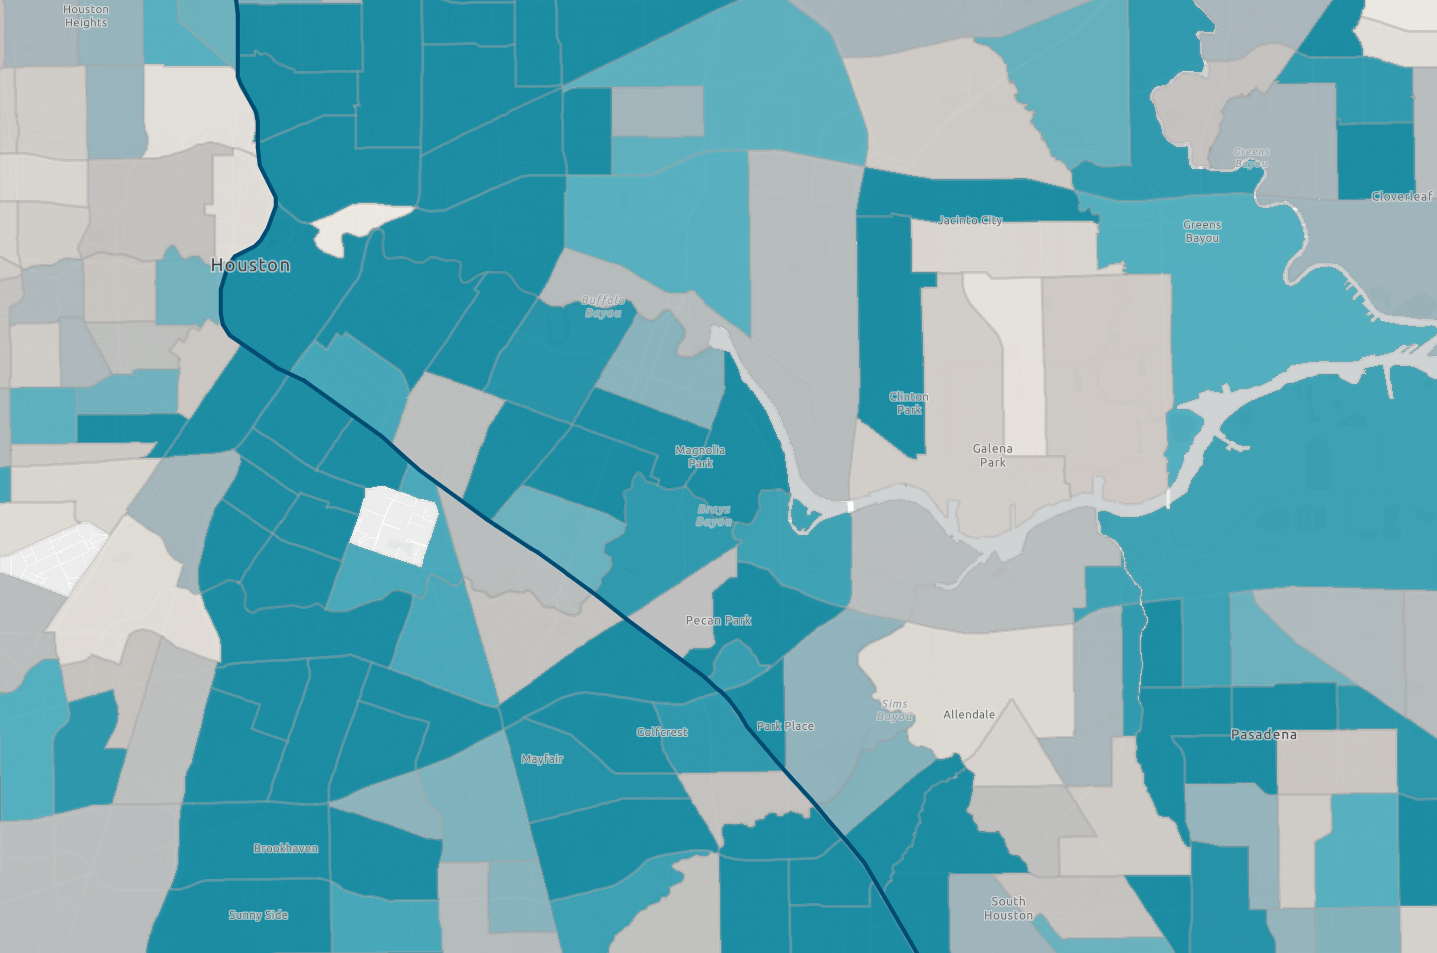 Houston
Heights
Greens
Bayou
Cloverleaf
Jacinto City
Greens
Bayou
Houston
Buffalo
Bayou
Clinton
Park
Magnolia
Park
Galena
Park
Brays
Bayou
Pecan Park
Sims
Bayou
Allendale
Park Place
Golfcrest
Pasadena
Mayfair
Brookhaven
South
Houston
Sunny Side